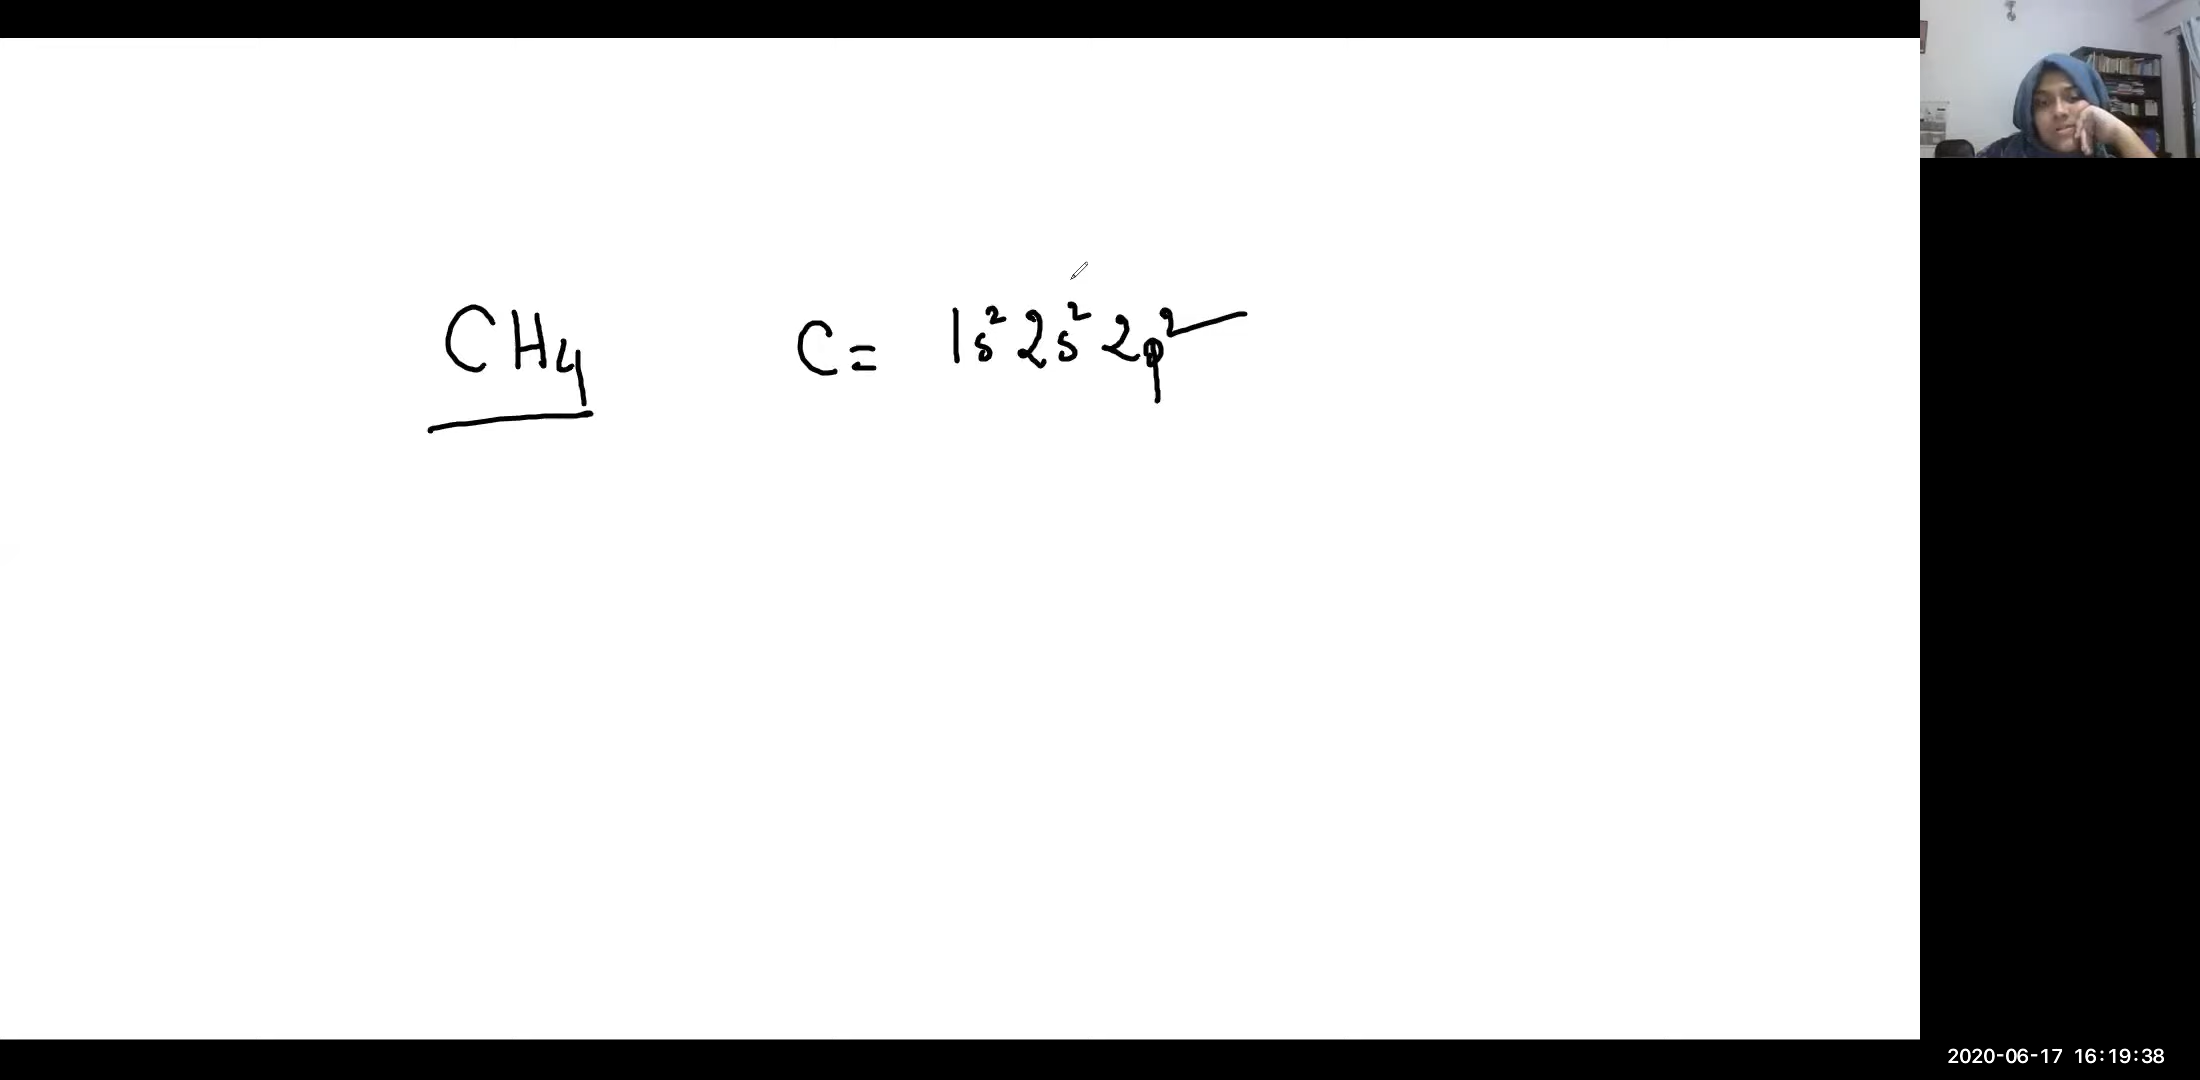 CH₄ C = 1s² 2s² 2p²
2020-06-17 16:19:38